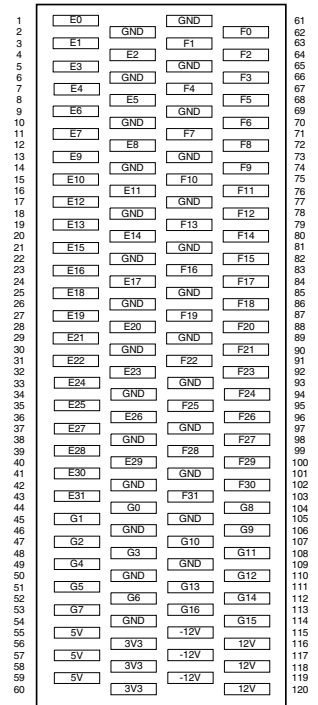 1 E0 GND 61
2 GND F0 62
3 E1 F1 63
4 E2 F2 64
5 E3 GND 65
6 GND F3 66
7 E4 F4 67
8 E5 F5 68
9 E6 GND 69
10 GND F6 70
11 E7 F7 71
12 E8 F8 72
13 E9 GND 73
14 GND F9 74
15 E10 F10 75
16 E11 F11 76
17 E12 GND 77
18 GND F12 78
19 E13 F13 79
20 E14 F14 80
21 E15 GND 81
22 GND F15 82
23 E16 F16 83
24 E17 F17 84
25 E18 GND 85
26 GND F18 86
27 E19 F19 87
28 E20 F20 88
29 E21 GND 89
30 GND F21 90
31 E22 F22 91
32 E23 F23 92
33 E24 GND 93
34 GND F24 94
35 E25 F25 95
36 E26 F26 96
37 E27 GND 97
38 GND F27 98
39 E28 F28 99
40 E29 F29 100
41 E30 GND 101
42 GND F30 102
43 E31 F31 103
44 G0 G8 104
45 G1 GND 105
46 GND G9 106
47 G2 G10 107
48 G3 G11 108
49 G4 GND 109
50 GND G12 110
51 G5 G13 111
52 G6 G14 112
53 G7 G16 113
54 GND G15 114
55 5V -12V 115
56 3V3 12V 116
57 5V -12V 117
58 3V3 12V 118
59 5V -12V 119
60 3V3 12V 120